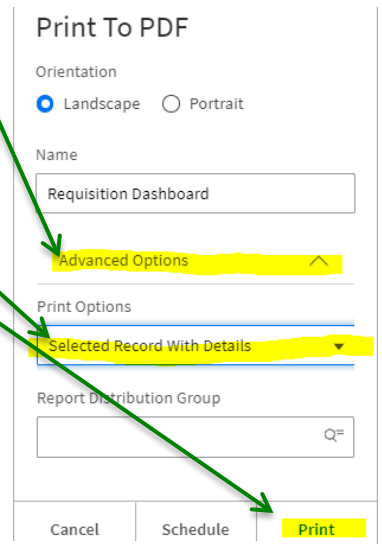 Print To PDF
Orientation
Landscape Portrait
Name
Requisition Dashboard
Advanced Options
Print Options
Selected Record With Details
Report Distribution Group
Cancel Schedule Print